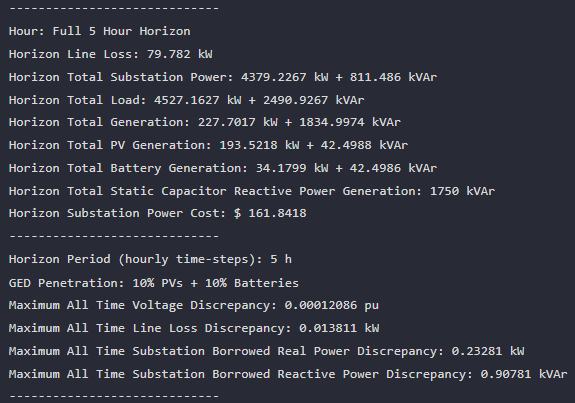 -----------------------------
Hour: Full 5 Hour Horizon
Horizon Line Loss: 79.782 kW
Horizon Total Substation Power: 4379.2267 kW + 811.486 kVAr
Horizon Total Load: 4527.1627 kW + 2490.9267 kVAr
Horizon Total Generation: 227.7017 kW + 1834.9974 kVAr
Horizon Total PV Generation: 193.5218 kW + 42.4988 kVAr
Horizon Total Battery Generation: 34.1799 kW + 42.4986 kVAr
Horizon Total Static Capacitor Reactive Power Generation: 1750 kVAr
Horizon Substation Power Cost: $ 161.8418
-----------------------------
Horizon Period (hourly time-steps): 5 h
GED Penetration: 10% PVs + 10% Batteries
Maximum All Time Voltage Discrepancy: 0.00012086 pu
Maximum All Time Line Loss Discrepancy: 0.013811 kW
Maximum All Time Substation Borrowed Real Power Discrepancy: 0.23281 kW
Maximum All Time Substation Borrowed Reactive Power Discrepancy: 0.90781 kVAr
-----------------------------